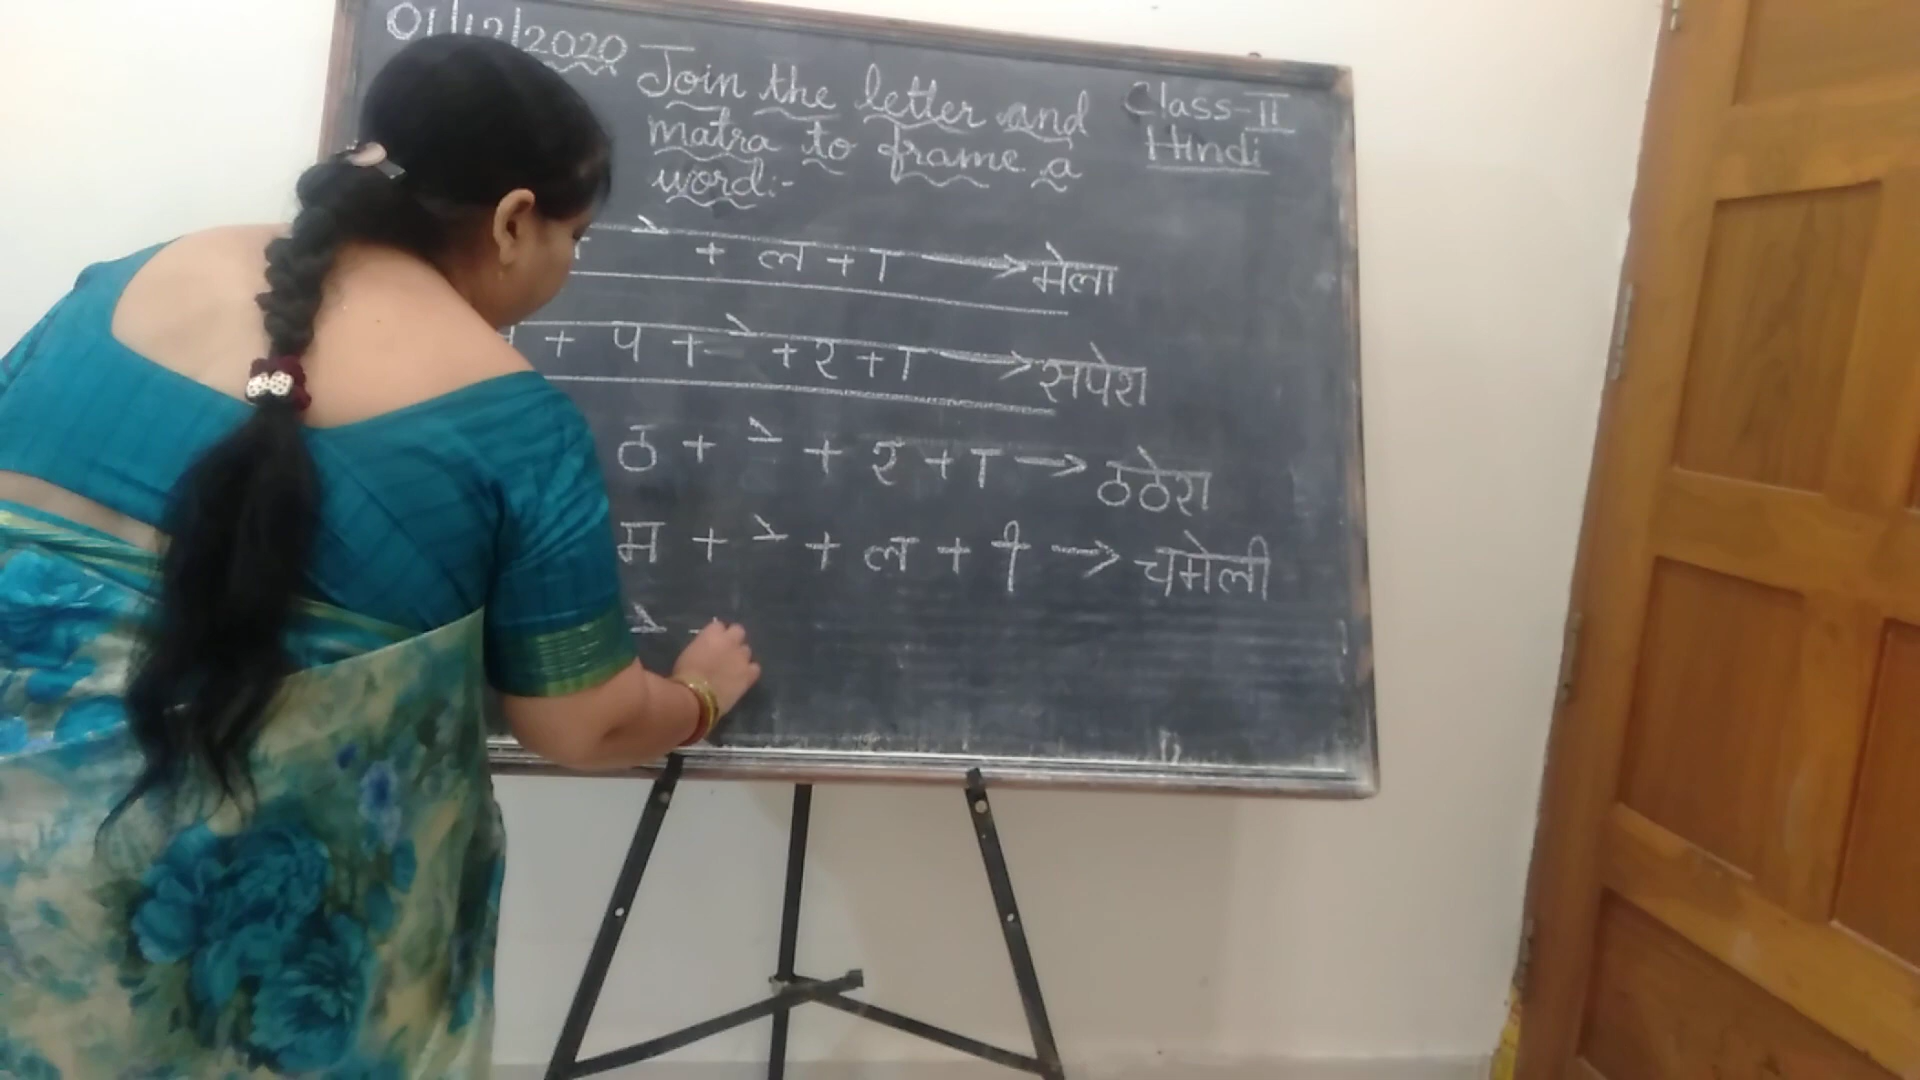 01/12/2020
Join the letter and
matra to frame a
word:-
Class-II
Hindi
+ े + ल + ा → मेला
+ प + े + र + ा → सपेरा
ठ + े + र + ा → ठठेरा
म + े + ल + ी → चमेली
े